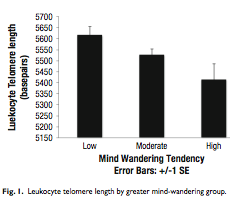 Luekocyte Telomere length
(basepairs)
5700
5650
5600
5550
5500
5450
5400
5350
5300
5250
5200
5150
Low
Moderate
High
Mind Wandering Tendency
Error Bars: +/-1 SE
Fig. 1. Leukocyte telomere length by greater mind-wandering group.